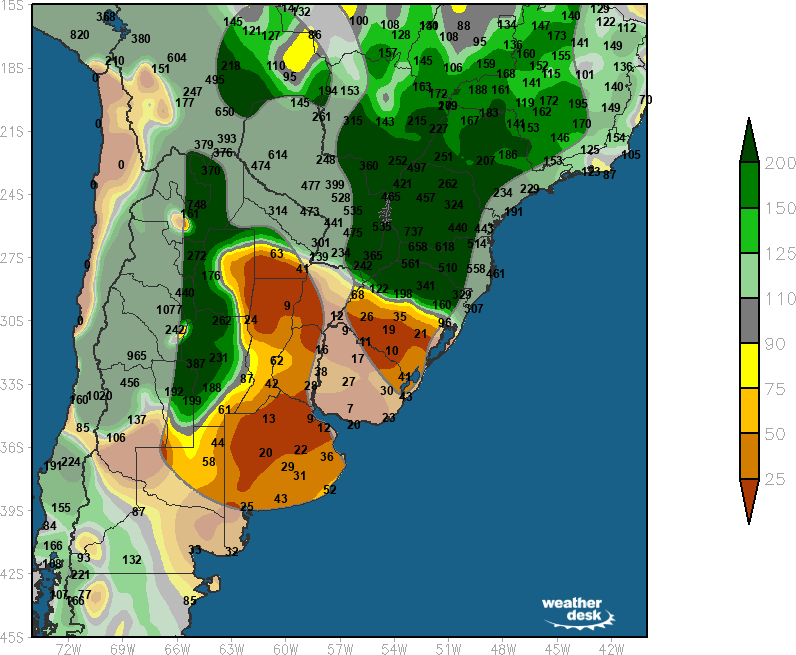 15S 368 145 14 132 100 108 88 134 140 129 122 112
820 380 121 127 86 128 108 95 136 147 173 141 149
18S 210 151 604 218 110 95 157 145 106 159 168 160 152 155 115 101 136
0 495 247 177 194 153 163 172 188 161 141 140
650 145 261 315 143 215 227 167 183 119 172 162 195 149 70
21S 0 379 393 376 141 153 146 170 154
0 370 474 614 248 360 252 497 251 207 186 153 125 105
24S 0 748 161 477 399 528 421 465 457 262 324 234 229 123 87
314 473 441 535 475 535 737 440 443 191
27S 0 272 176 63 41 301 239 234 242 365 658 618 561 510 514 558 461
440 1077 9 68 122 198 341 160 329 307
30S 0 242 262 24 12 26 35 96
965 387 231 62 16 9 11 17 19 10 21
33S 160 1020 456 192 199 188 87 42 38 28 27 30 41 43
85 106 137 61 13 9 12 7 20 23
36S 191 224 44 58 20 22 29 31 36
39S 155 87 25 43 52
84 166 93 132 33 32
42S 221 77 85
45S
72W 69W 66W 63W 60W 57W 54W 51W 48W 45W 42W
200
150
125
110
90
75
50
25
weather
desk